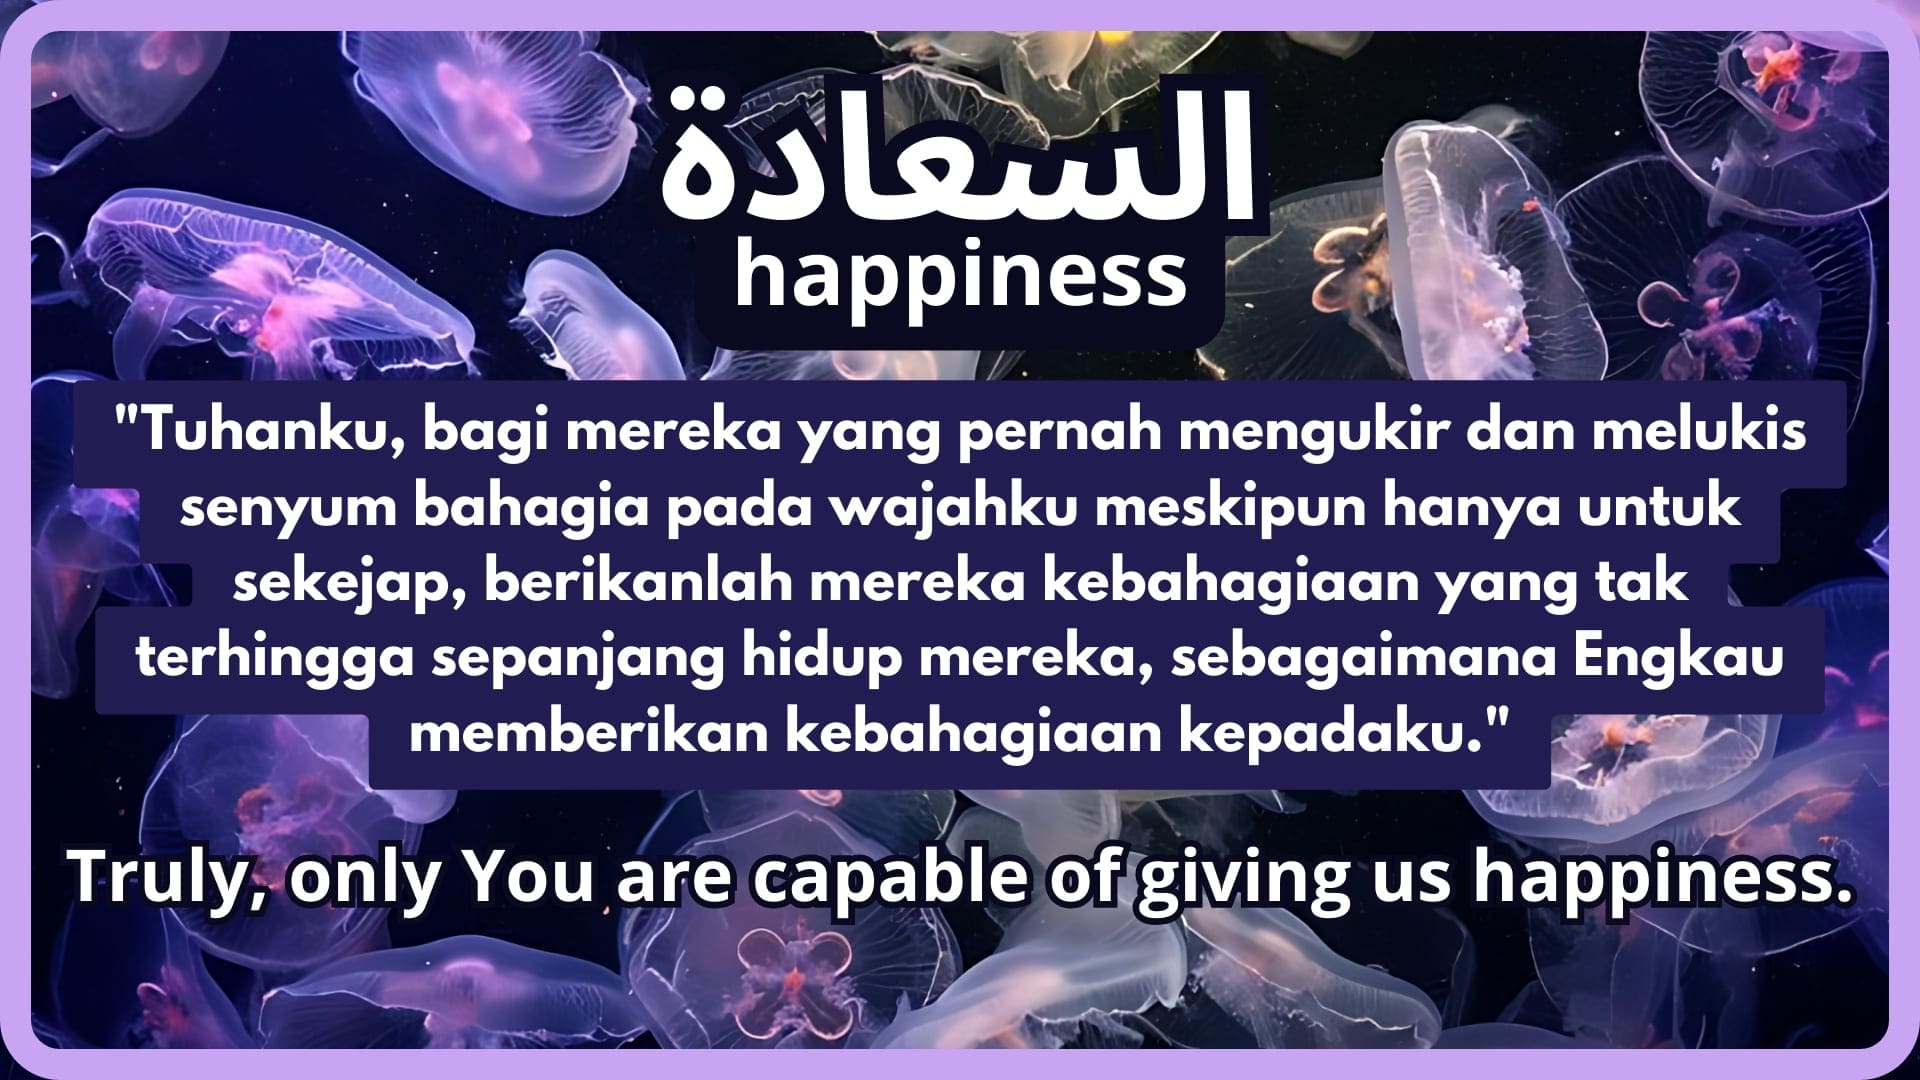 السعادة
happiness
"Tuhanku, bagi mereka yang pernah mengukir dan melukis
senyum bahagia pada wajahku meskipun hanya untuk
sekejap, berikanlah mereka kebahagiaan yang tak
terhingga sepanjang hidup mereka, sebagaimana Engkau
memberikan kebahagiaan kepadaku."
Truly, only You are capable of giving us happiness.